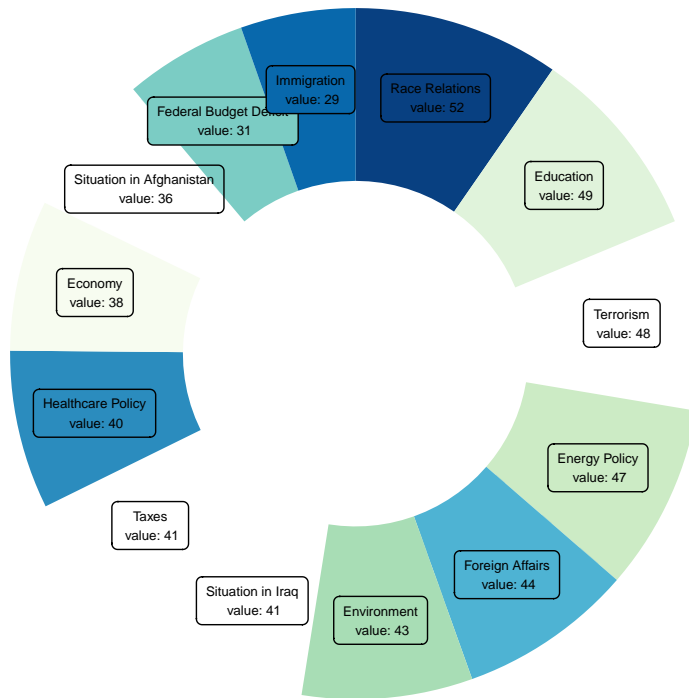 Immigration
value: 29
Race Relations
value: 52
Federal Budget Deficit
value: 31
Situation in Afghanistan
value: 36
Education
value: 49
Economy
value: 38
Terrorism
value: 48
Healthcare Policy
value: 40
Energy Policy
value: 47
Taxes
value: 41
Foreign Affairs
value: 44
Situation in Iraq
value: 41
Environment
value: 43